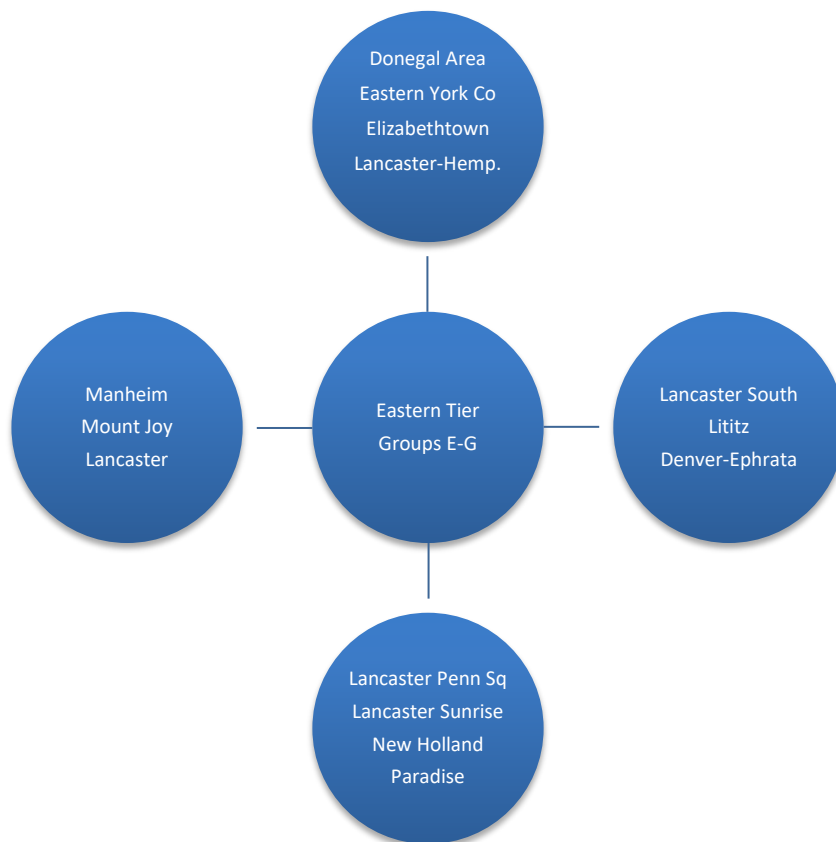 Donegal Area
Eastern York Co
Elizabethtown
Lancaster-Hemp.
Manheim
Mount Joy
Lancaster
Eastern Tier
Groups E-G
Lancaster South
Lititz
Denver-Ephrata
Lancaster Penn Sq
Lancaster Sunrise
New Holland
Paradise